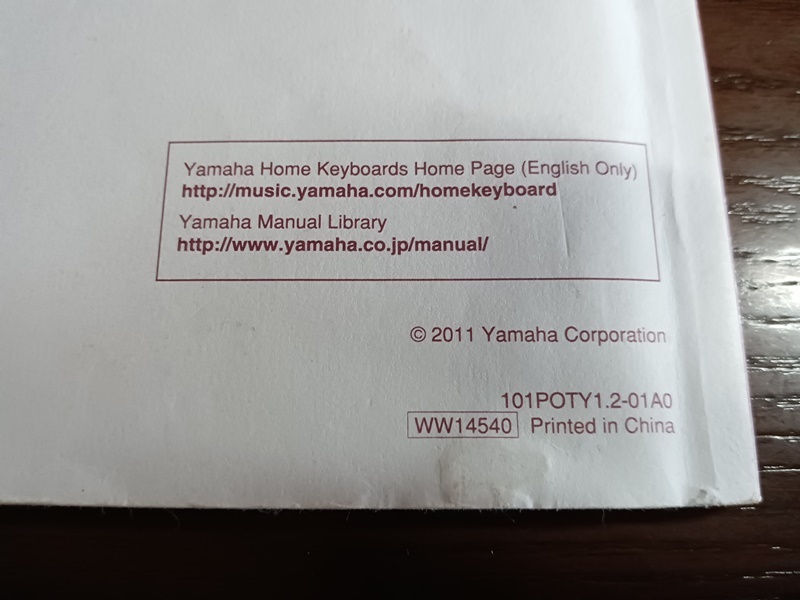 Yamaha Home Keyboards Home Page (English Only)
http://music.yamaha.com/homekeyboard
Yamaha Manual Library
http://www.yamaha.co.jp/manual/
© 2011 Yamaha Corporation
101POTY1.2-01A0
WW14540 Printed in China